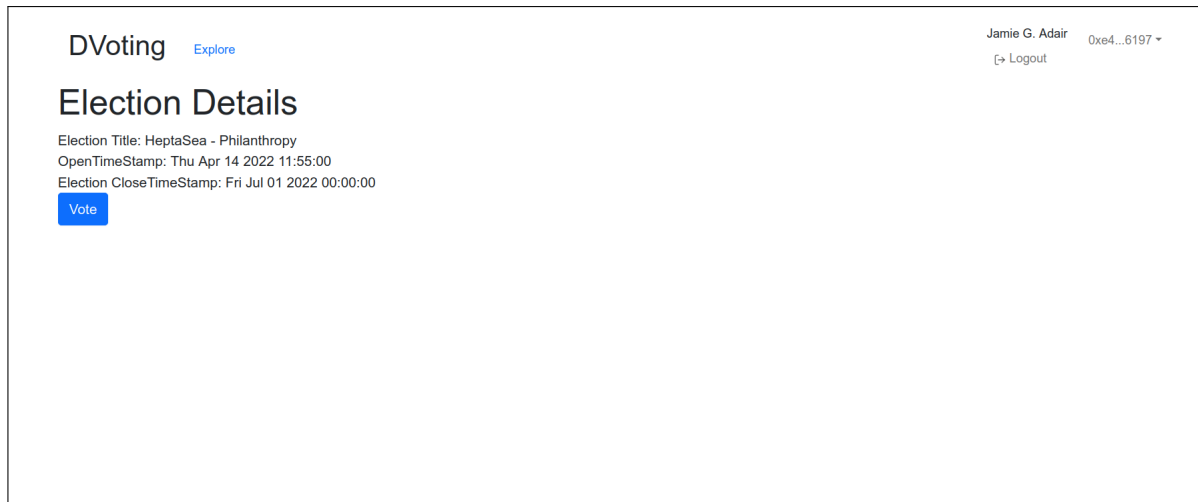 DVoting Explore
Jamie G. Adair 0xe4...6197
Logout
Election Details
Election Title: HeptaSea - Philanthropy
OpenTimeStamp: Thu Apr 14 2022 11:55:00
Election CloseTimeStamp: Fri Jul 01 2022 00:00:00
Vote